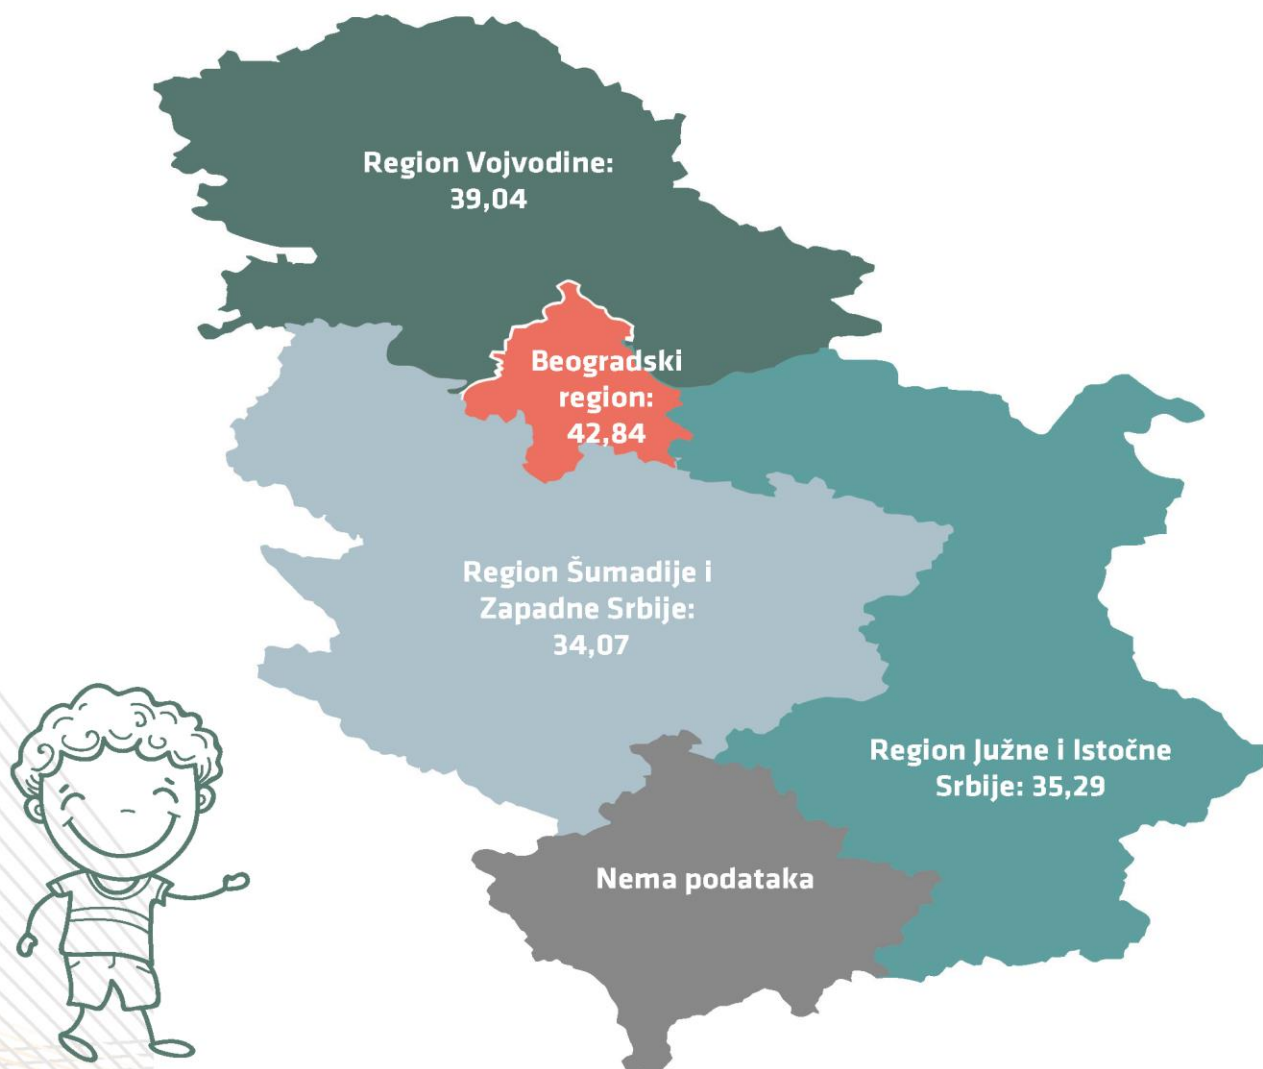 Region Vojvodine:
39,04
Beogradski
region:
42,84
Region Šumadije i
Zapadne Srbije:
34,07
Region Južne i Istočne
Srbije: 35,29
Nema podataka